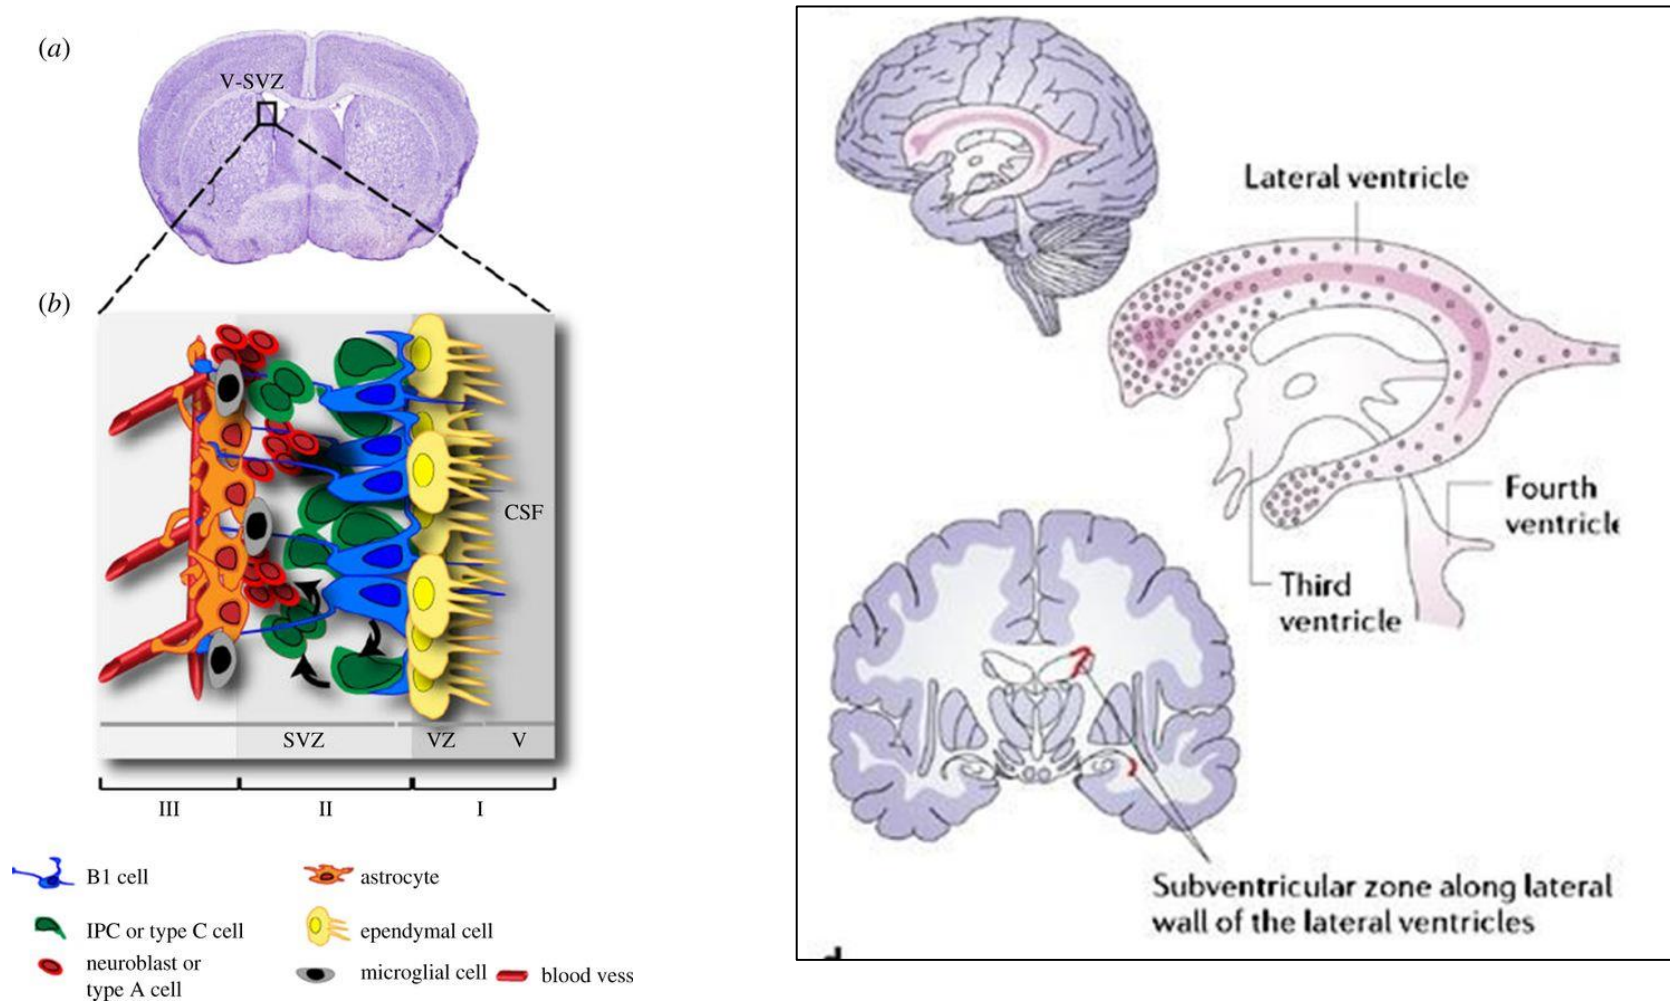 (a)
V-SVZ
(b)
CSF
SVZ
VZ
V
III
II
I
B1 cell
astrocyte
IPC or type C cell
ependymal cell
neuroblast or
type A cell
microglial cell
blood vess
Lateral ventricle
Fourth
ventricle
Third
ventricle
Subventricular zone along lateral
wall of the lateral ventricles
d